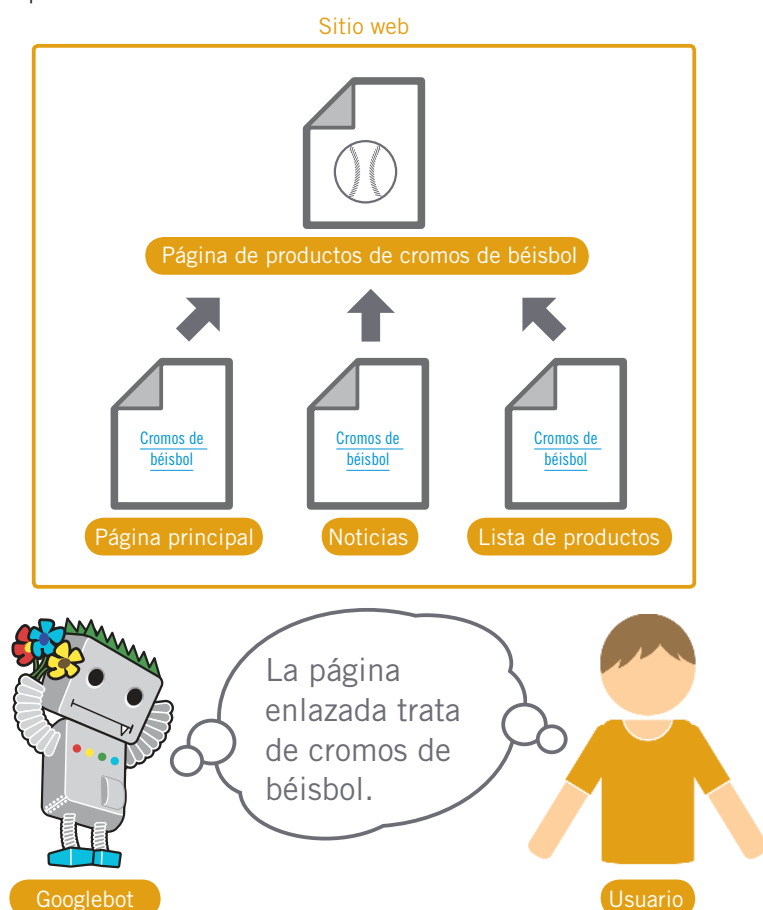 Sitio web
Página de productos de cromos de béisbol
Cromos de
béisbol
Cromos de
béisbol
Cromos de
béisbol
Página principal
Noticias
Lista de productos
La página
enlazada trata
de cromos de
béisbol.
Googlebot
Usuario